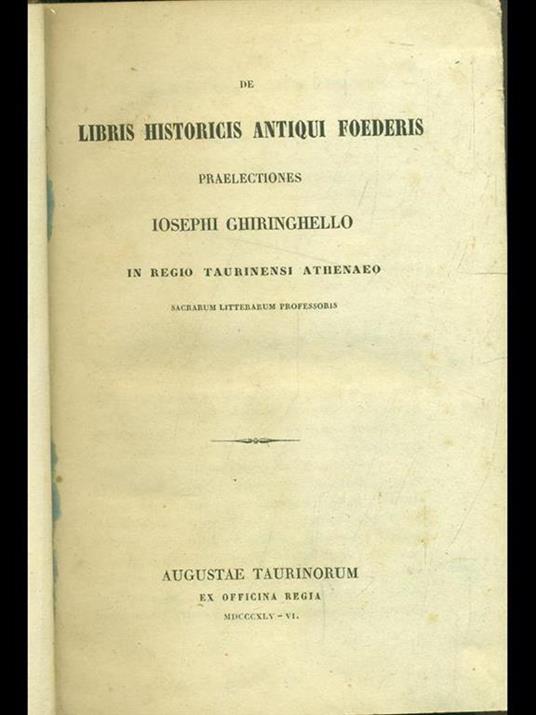 DE
LIBRIS HISTORICIS ANTIQUI FOEDERIS
PRAELECTIONES
IOSEPHI GHIRINGHELLO
IN REGIO TAURINENSI ATHENAEO
SACRARUM LITTERARUM PROFESSORIS
AUGUSTAE TAURINORUM
EX OFFICINA REGIA
MDCCCXLV - VI.